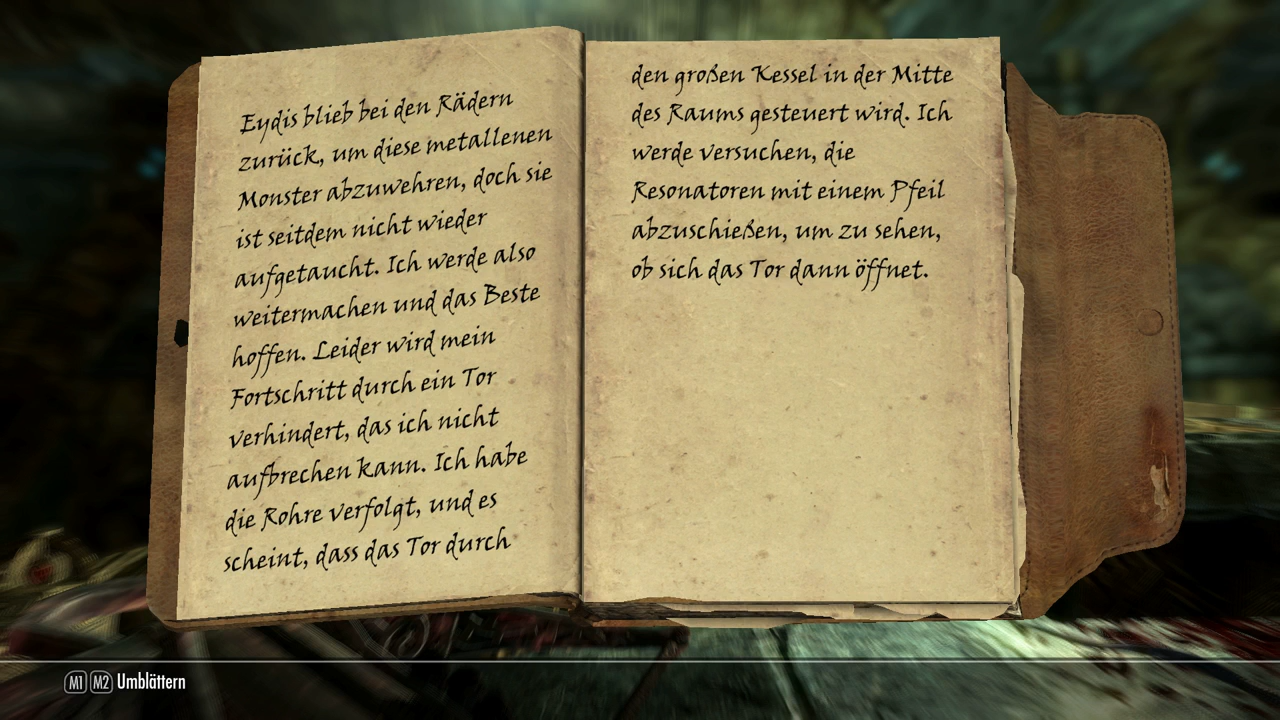 Eydis blieb bei den Rädern
zurück, um diese metallenen
Monster abzuwehren, doch sie
ist seitdem nicht wieder
aufgetaucht. Ich werde also
weitermachen und das Beste
hoffen. Leider wird mein
Fortschritt durch ein Tor
verhindert, das ich nicht
aufbrechen kann. Ich habe
die Rohre verfolgt, und es
scheint, dass das Tor durch
den großen Kessel in der Mitte
des Raums gesteuert wird. Ich
werde versuchen, die
Resonatoren mit einem Pfeil
abzuschießen, um zu sehen,
ob sich das Tor dann öffnet.
M1 M2 Umblättern